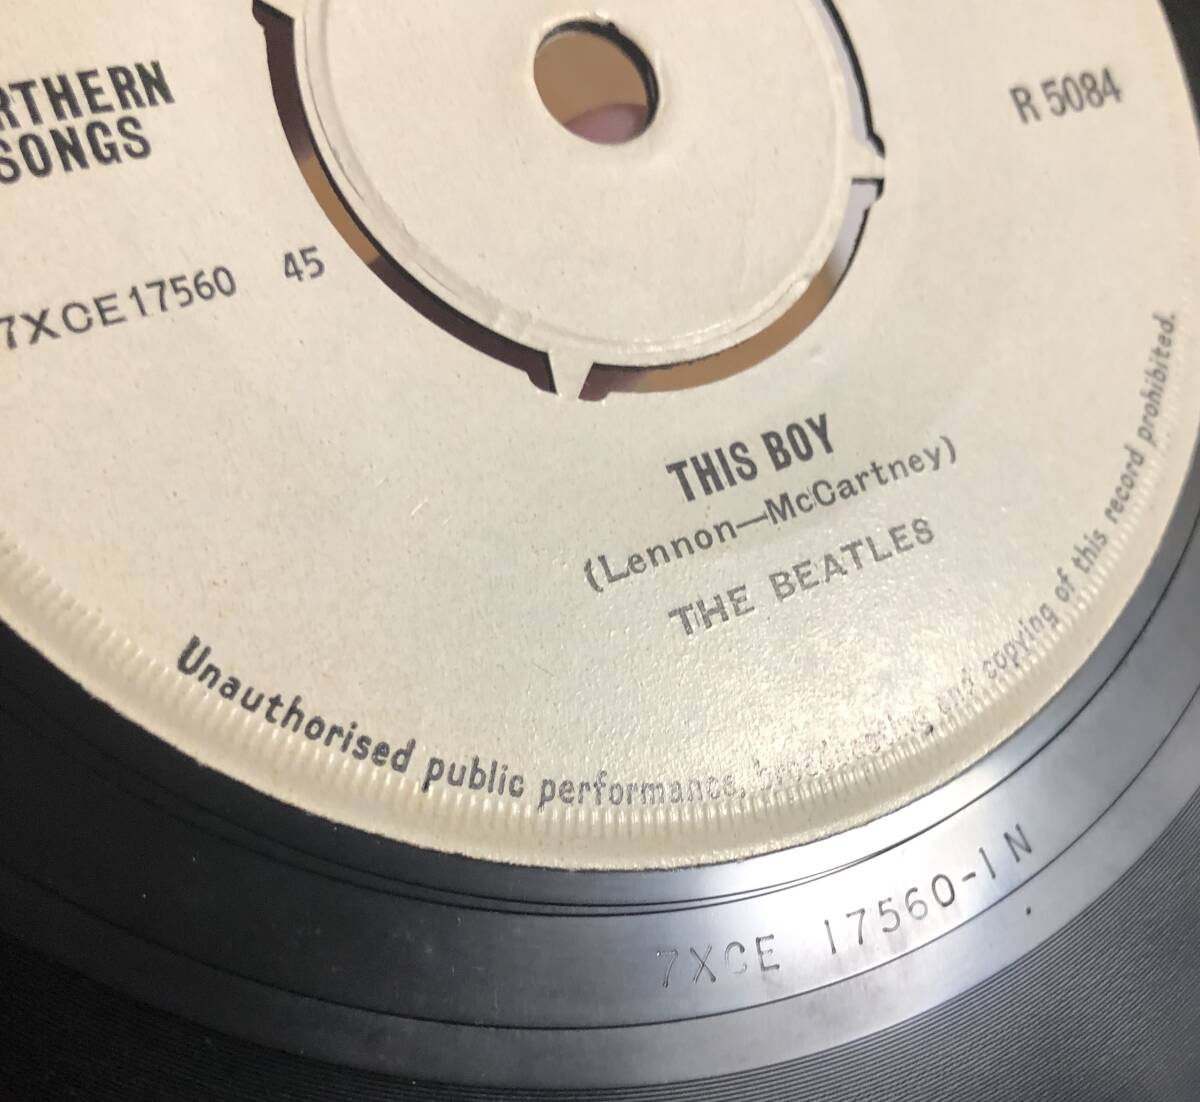 RTHERN
SONGS
R 5084
7XCE17560 45
THIS BOY
(Lennon—McCartney)
THE BEATLES
Unauthorised public performance, broadcasting and copying of this record prohibited.
7XCE 17560-1N